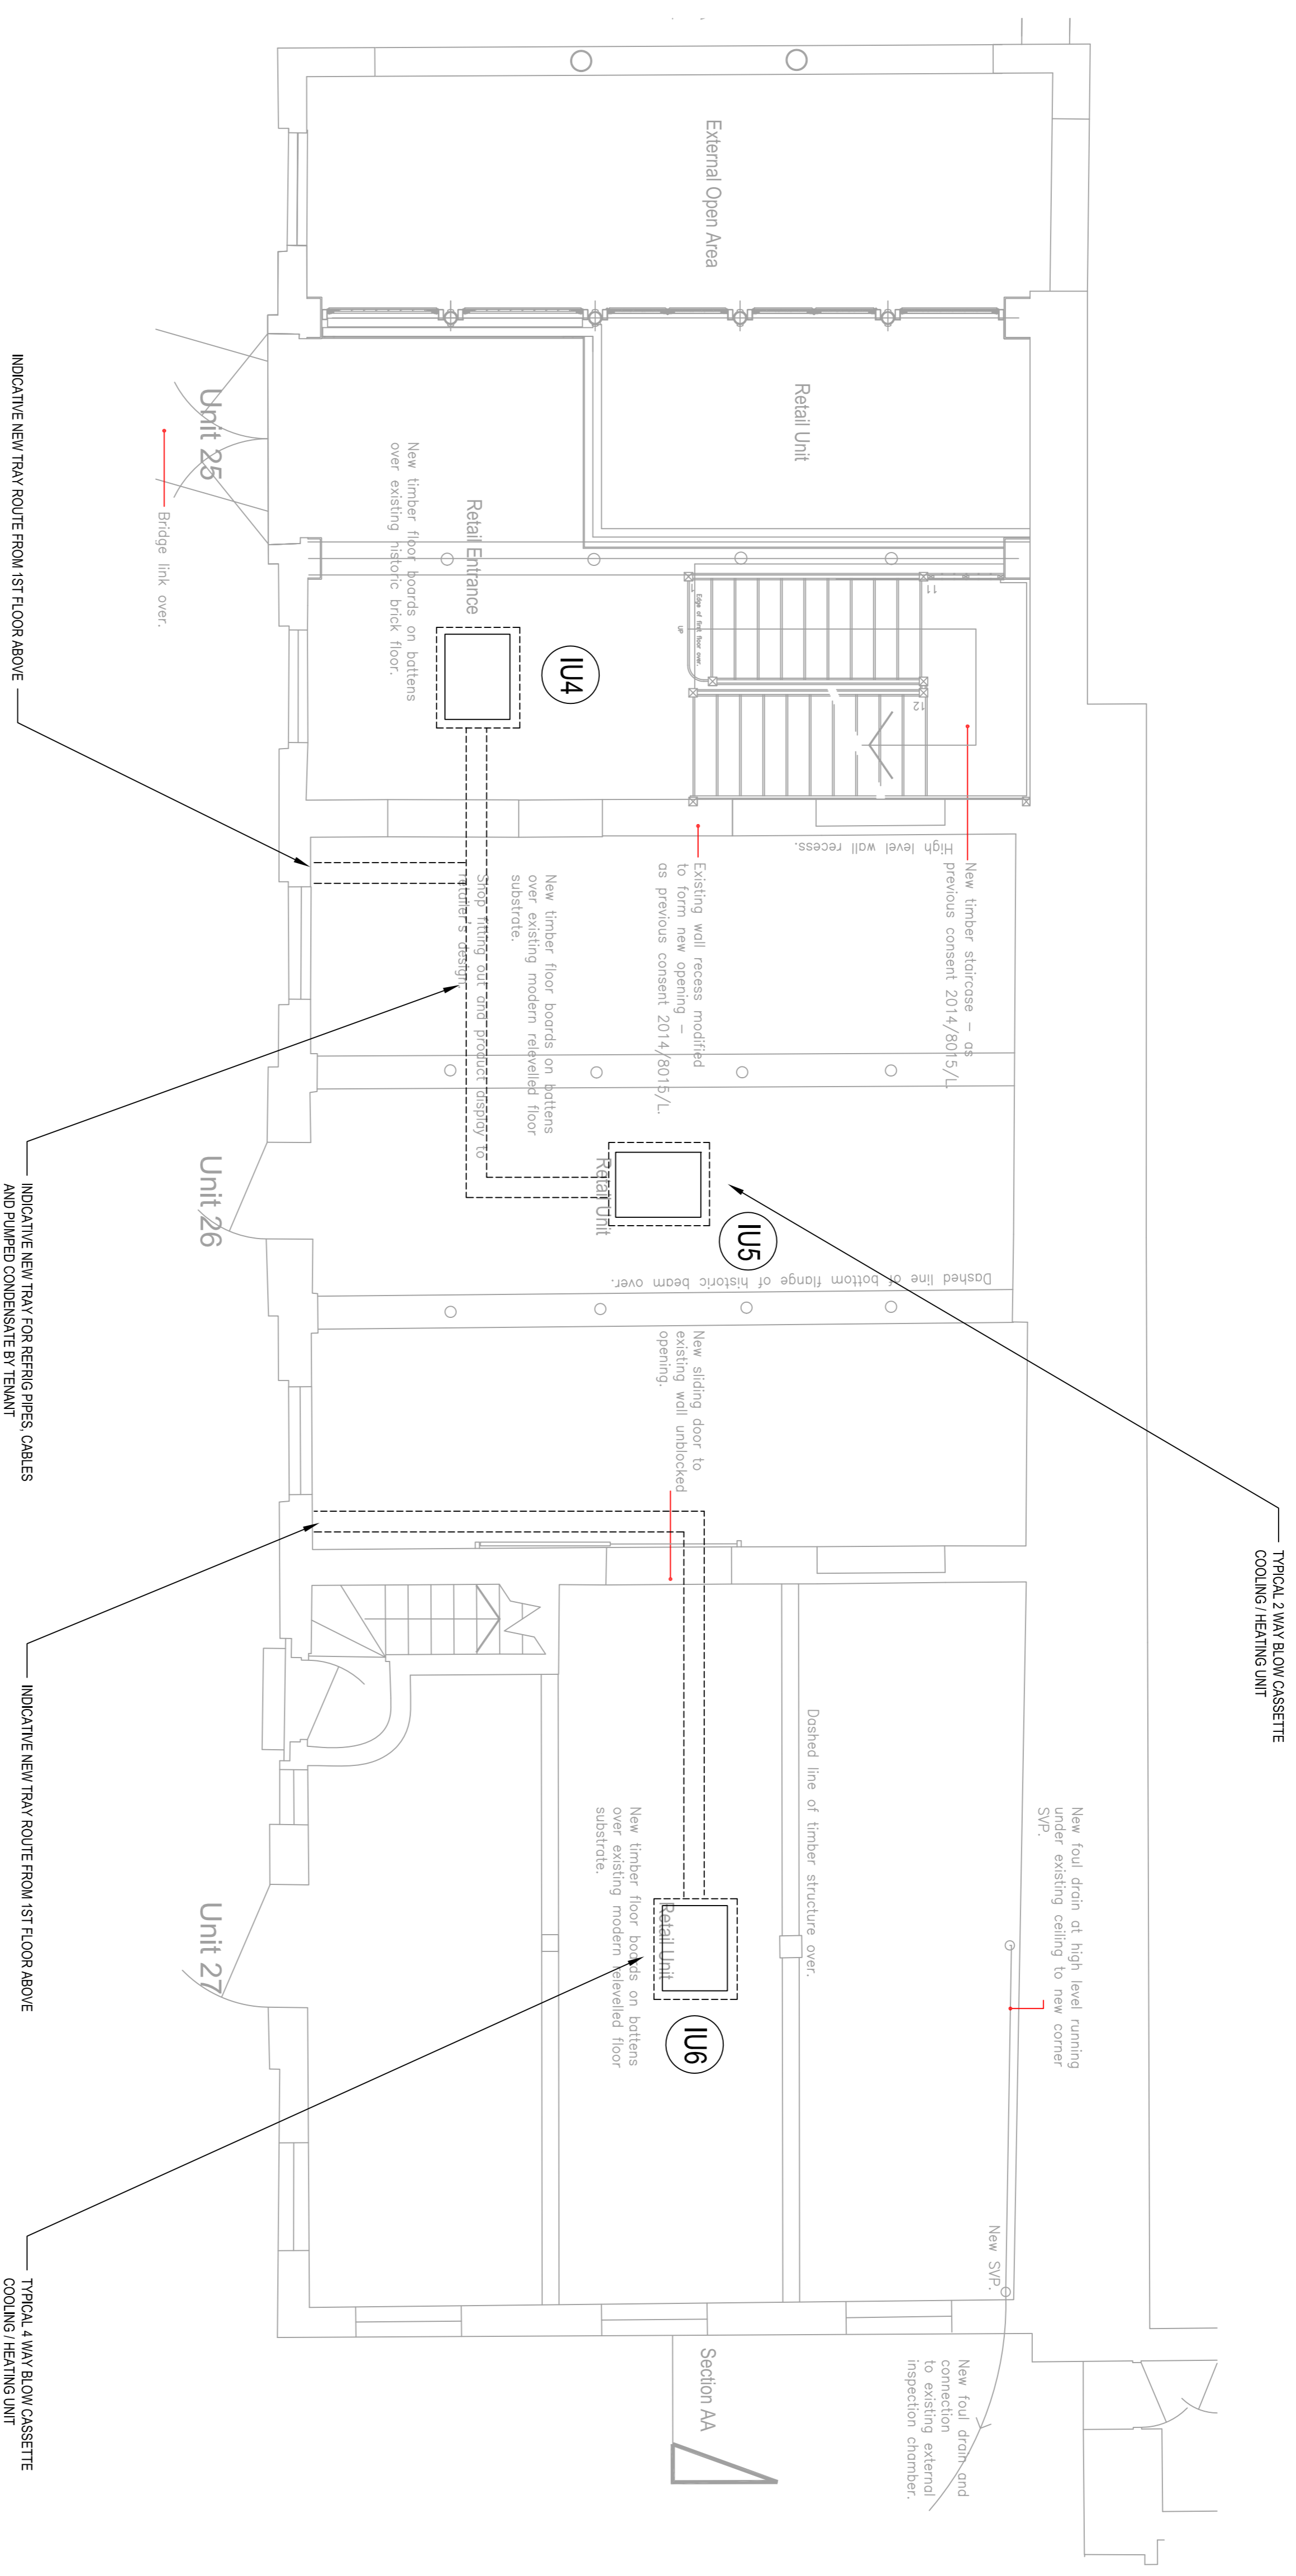 External Open Area
Retail Unit
Unit 25
Bridge link over.
New timber floor boards on battens
over existing historic brick floor.
Retail Entrance
IU4
Edge of first floor over.
UP
1
11
12
New timber staircase – as
previous consent 2014/8015/L
High level wall recess.
Existing wall recess modified
to form new opening –
as previous consent 2014/8015/L.
New timber floor boards on battens
over existing modern relevelled floor
substrate.
Shop fitting out and product display to
retailer's design.
INDICATIVE NEW TRAY ROUTE FROM 1ST FLOOR ABOVE
INDICATIVE NEW TRAY FOR REFRIG PIPES, CABLES
AND PUMPED CONDENSATE BY TENANT
Unit 26
Retail Unit
IU5
TYPICAL 2 WAY BLOW CASSETTE
COOLING / HEATING UNIT
Dashed line of bottom flange of historic beam over.
New sliding door to
existing wall unblocked
opening.
INDICATIVE NEW TRAY ROUTE FROM 1ST FLOOR ABOVE
Dashed line of timber structure over.
New foul drain at high level running
under existing ceiling to new corner
SVP.
New timber floor boards on battens
over existing modern relevelled floor
substrate.
Retail Unit
IU6
Unit 27
TYPICAL 4 WAY BLOW CASSETTE
COOLING / HEATING UNIT
New SVP.
Section AA
New foul drain and
connection
to existing external
inspection chamber.